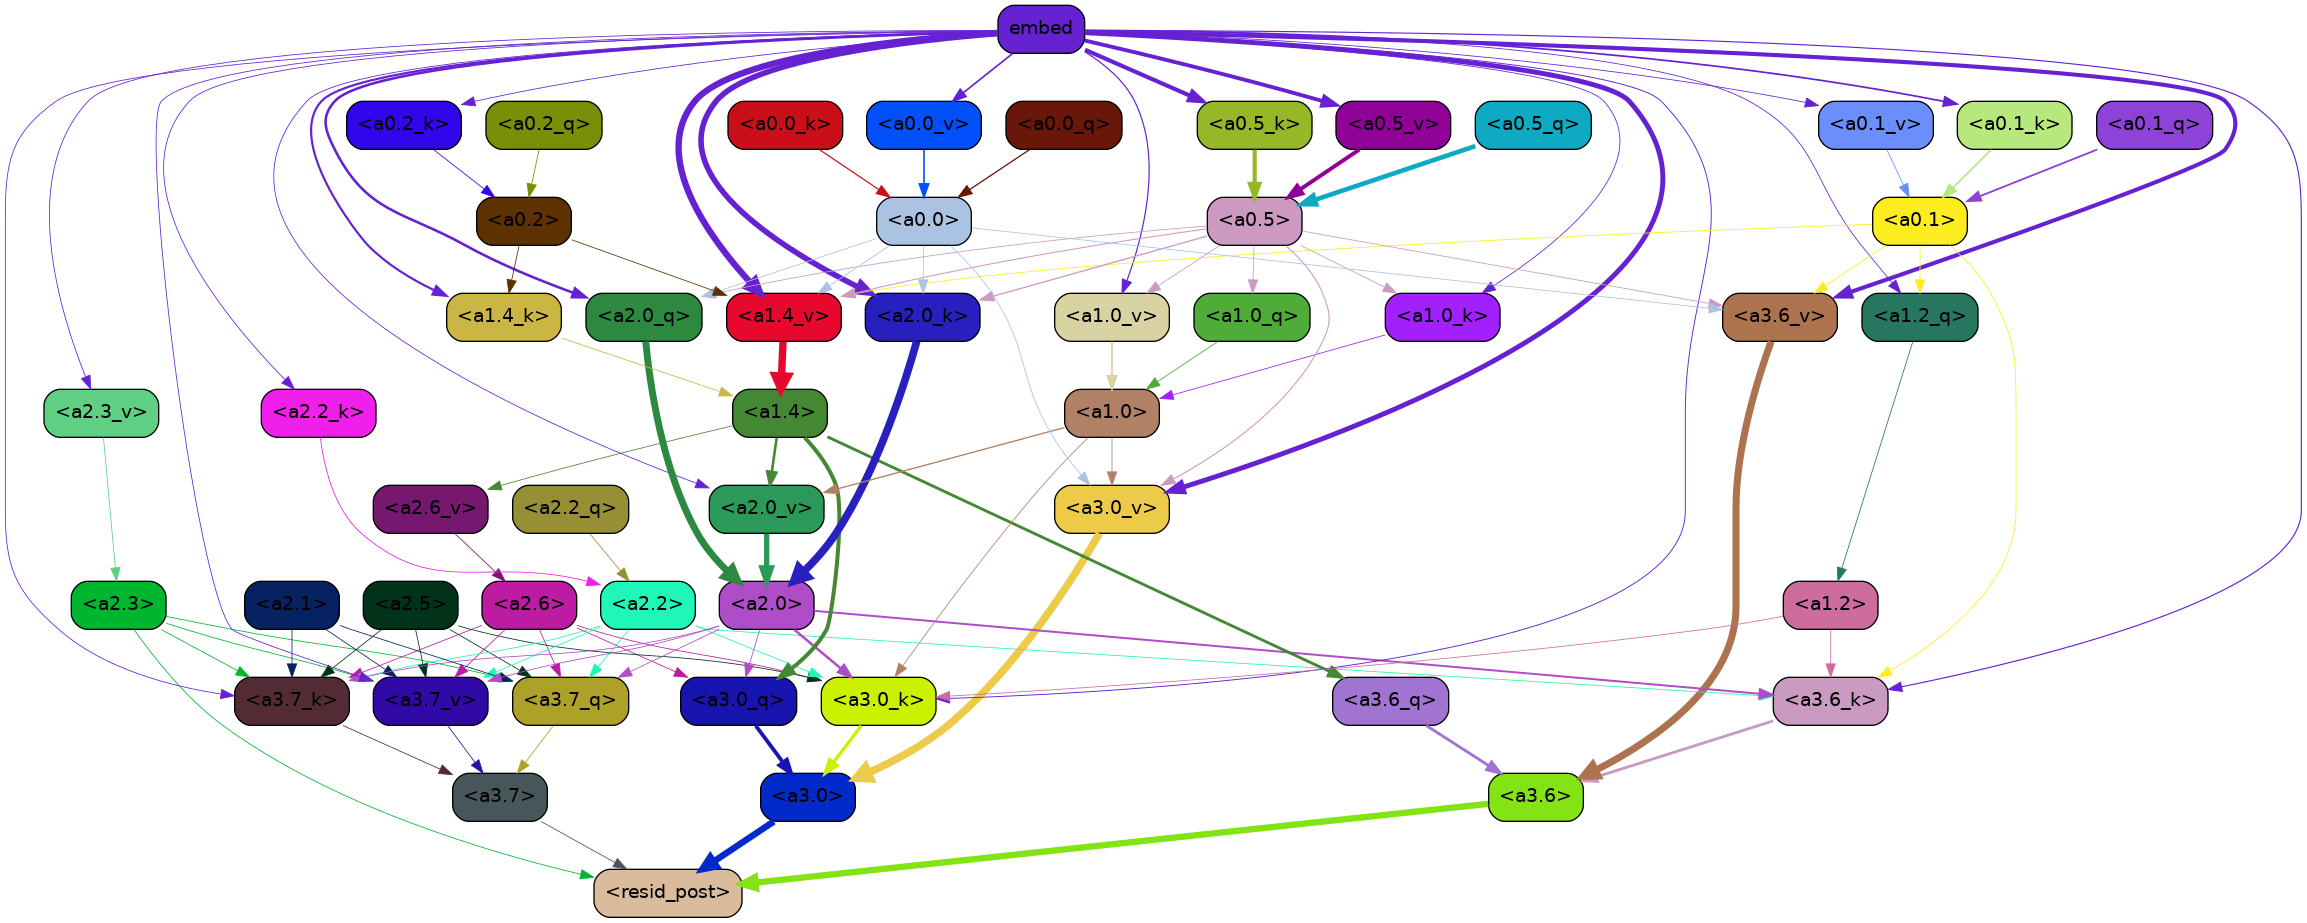 embed
<a0.2_k> <a0.2_q> <a0.0_k> <a0.0_v> <a0.0_q> <a0.5_k> <a0.5_v> <a0.5_q> <a0.1_v> <a0.1_k> <a0.1_q>
<a0.2> <a0.0> <a0.5> <a0.1>
<a1.4_k> <a2.0_q> <a1.4_v> <a2.0_k> <a1.0_v> <a1.0_q> <a1.0_k> <a3.6_v> <a1.2_q>
<a2.3_v> <a2.2_k> <a1.4> <a1.0>
<a2.6_v> <a2.2_q> <a2.0_v> <a3.0_v>
<a2.3> <a2.1> <a2.5> <a2.6> <a2.2> <a2.0> <a1.2>
<a3.7_k> <a3.7_v> <a3.7_q> <a3.0_q> <a3.0_k> <a3.6_q> <a3.6_k>
<a3.7> <a3.0> <a3.6>
<resid_post>